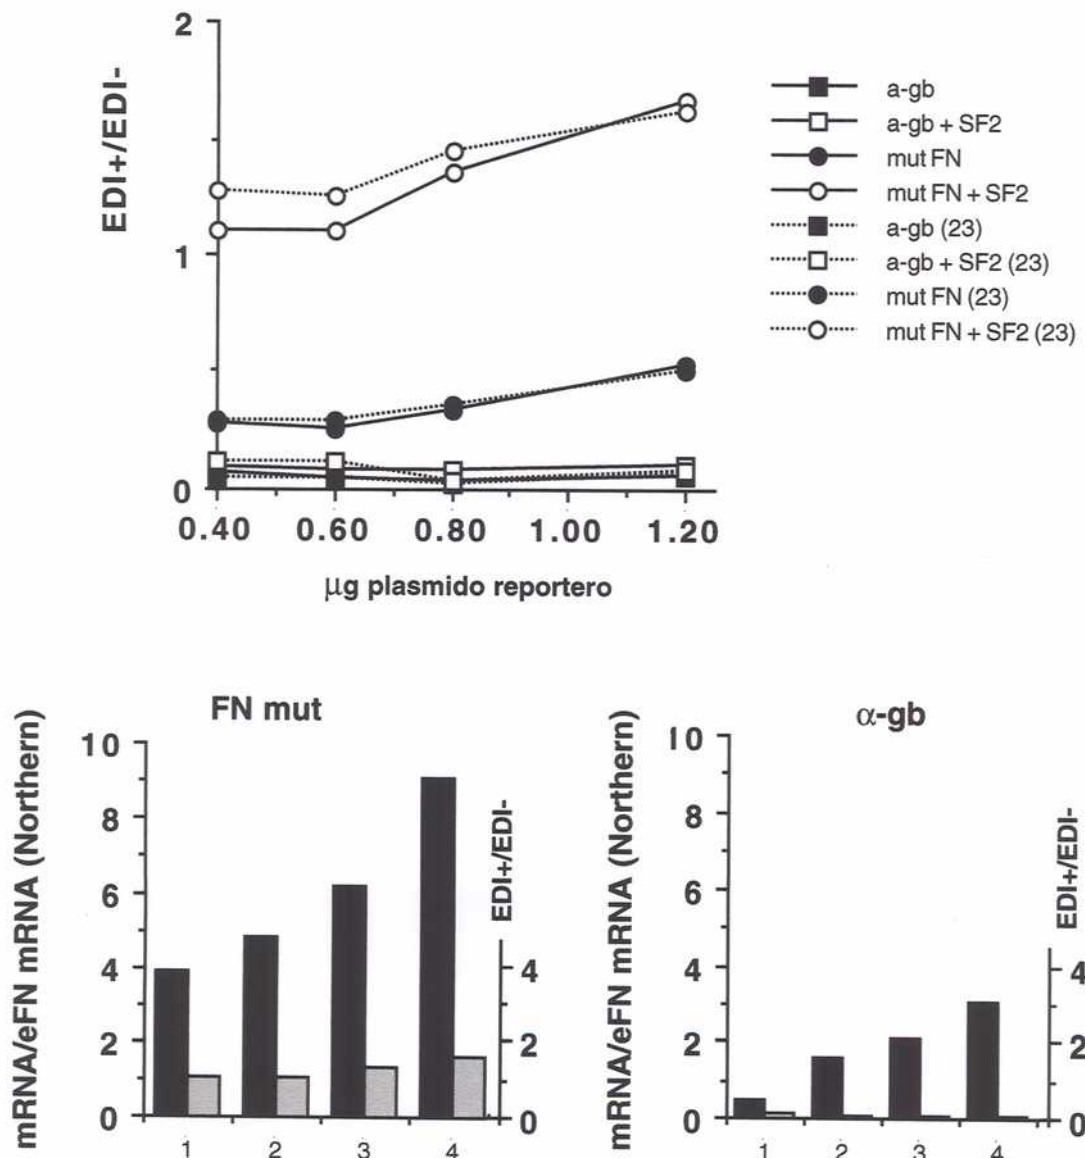 2
EDI+/EDI-
1
0
0.40 0.60 0.80 1.00 1.20
µg plasmido reportero
a-gb
a-gb + SF2
mut FN
mut FN + SF2
a-gb (23)
a-gb + SF2 (23)
mut FN (23)
mut FN + SF2 (23)
FN mut
mRNA/eFN mRNA (Northern)
10
8
6
4
2
0
EDI+/EDI-
4
2
0
1 2 3 4
α-gb
mRNA/eFN mRNA (Northern)
10
8
6
4
2
0
EDI+/EDI-
4
2
0
1 2 3 4